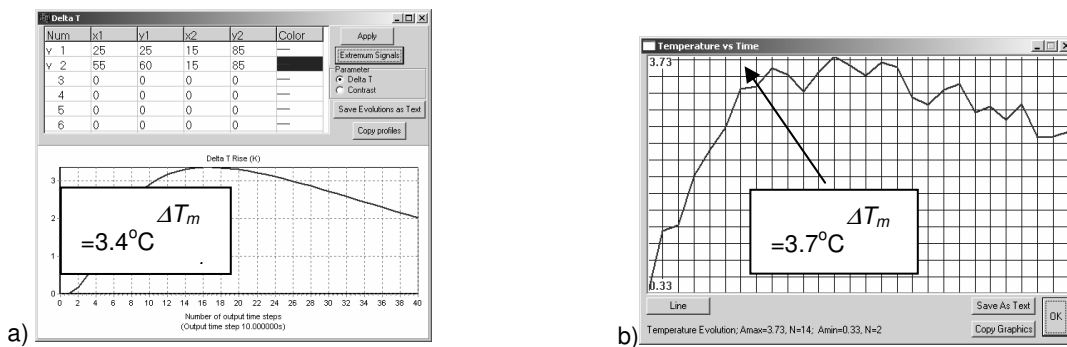 Delta T
Num x1 y1 x2 y2 Color
v 1 25 25 15 85
v 2 55 60 15 85
3 0 0 0 0
4 0 0 0 0
5 0 0 0 0
6 0 0 0 0
Apply
Extremum Signals
Parameter
Delta T
Contrast
Save Evolutions as Text
Copy profiles
Delta T Rise (K)
3
2
1
0
ΔTm
=3.4°C
0 2 4 6 8 10 12 14 16 18 20 22 24 26 28 30 32 34 36 38 40
Number of output time steps
(Output time step 10.000000s)
a)
Temperature vs Time
3.73
ΔTm
=3.7°C
0.33
Line
Save As Text
OK
Temperature Evolution; Amax=3.73, N=14; Amin=0.33, N=2
Copy Graphics
b)